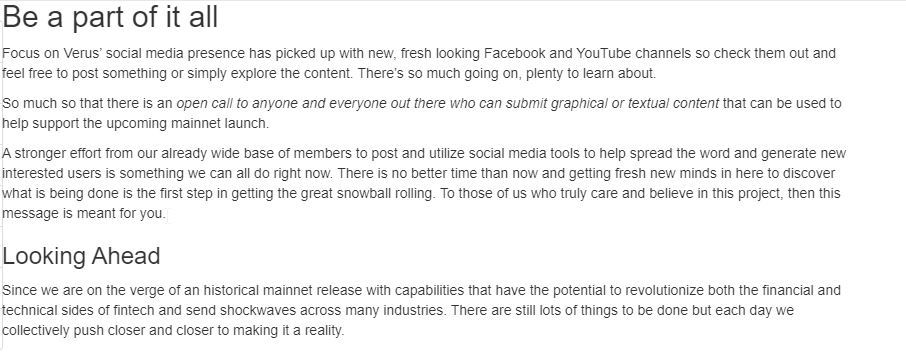 Be a part of it all
Focus on Verus' social media presence has picked up with new, fresh looking Facebook and YouTube channels so check them out and
feel free to post something or simply explore the content. There's so much going on, plenty to learn about.
So much so that there is an open call to anyone and everyone out there who can submit graphical or textual content that can be used to
help support the upcoming mainnet launch.
A stronger effort from our already wide base of members to post and utilize social media tools to help spread the word and generate new
interested users is something we can all do right now. There is no better time than now and getting fresh new minds in here to discover
what is being done is the first step in getting the great snowball rolling. To those of us who truly care and believe in this project, then this
message is meant for you.
Looking Ahead
Since we are on the verge of an historical mainnet release with capabilities that have the potential to revolutionize both the financial and
technical sides of fintech and send shockwaves across many industries. There are still lots of things to be done but each day we
collectively push closer and closer to making it a reality.